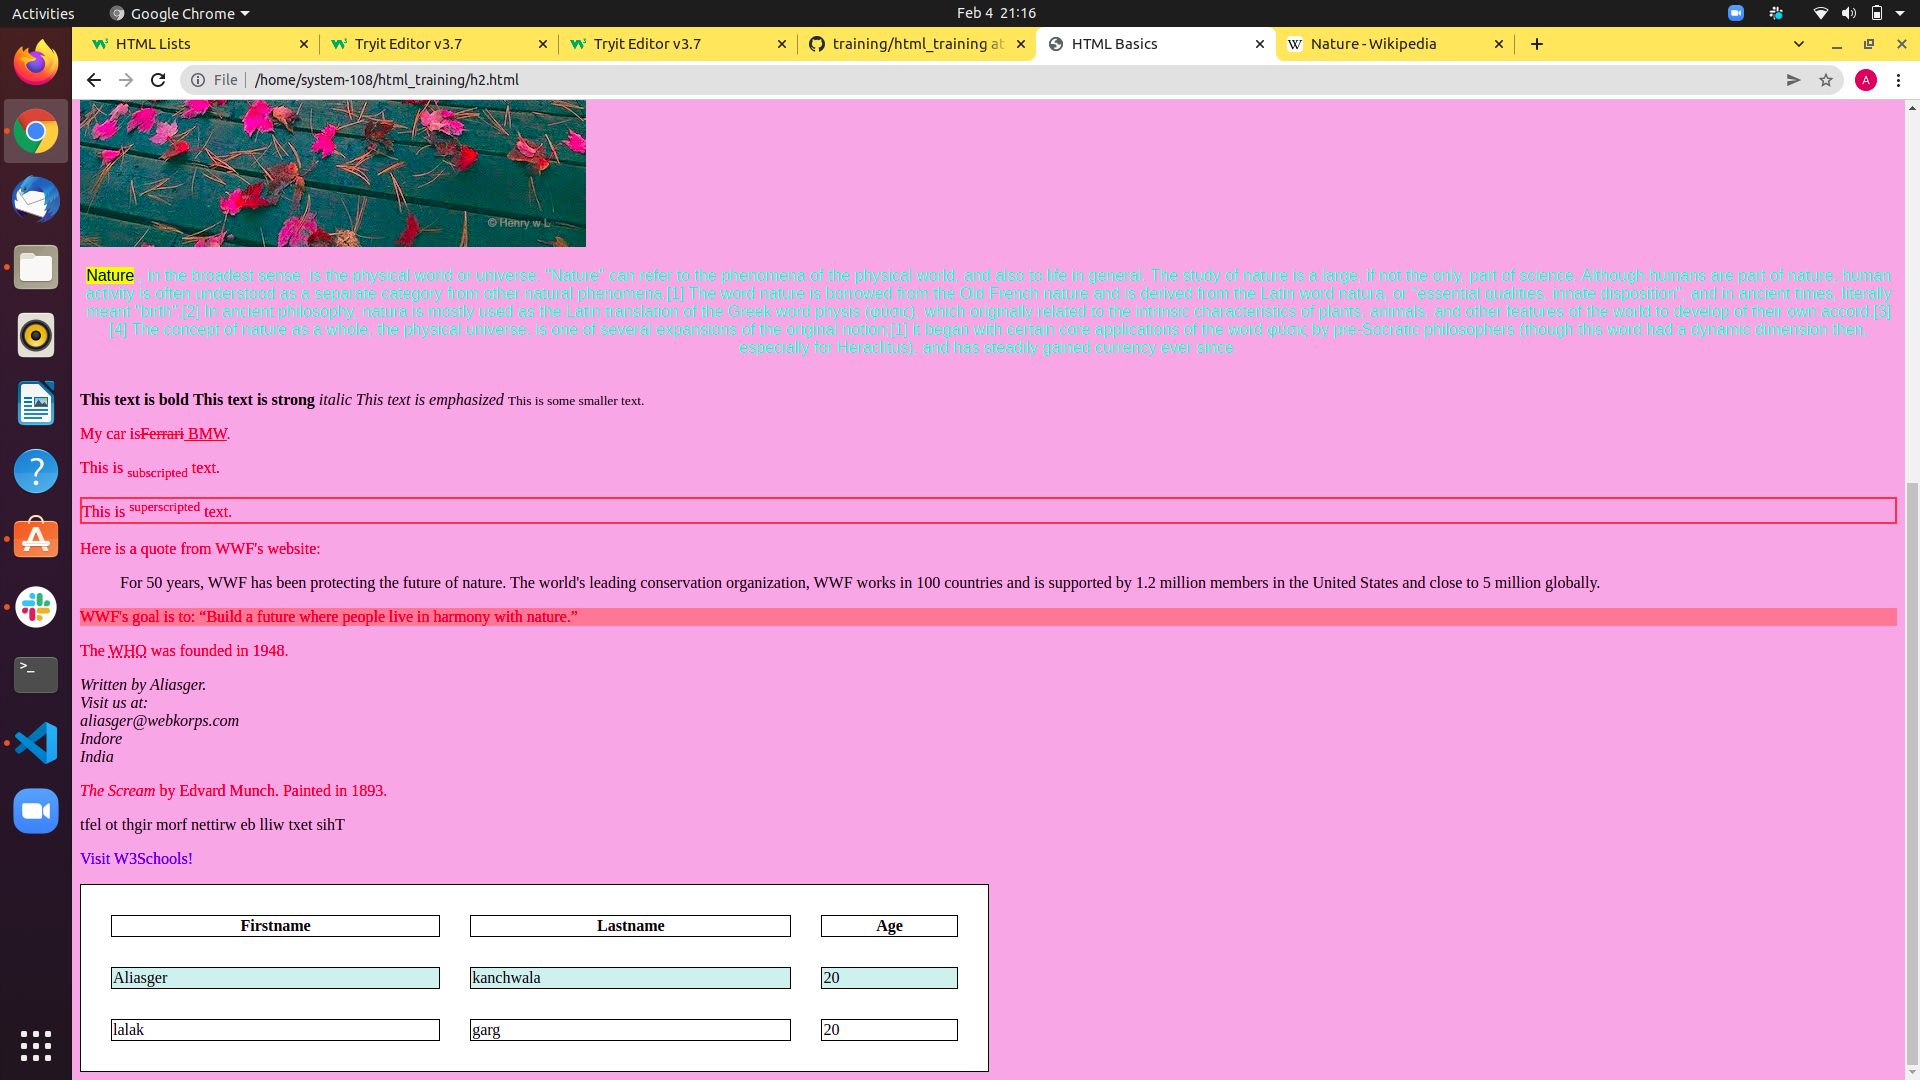 Activities
Google Chrome
Feb 4 21:16
HTML Lists
Tryit Editor v3.7
Tryit Editor v3.7
training/html_training at
HTML Basics
Nature - Wikipedia
File
/home/system-108/html_training/h2.html
A
© Henry w L
Nature , in the broadest sense, is the physical world or universe. "Nature" can refer to the phenomena of the physical world, and also to life in general. The study of nature is a large, if not the only, part of science. Although humans are part of nature, human
activity is often understood as a separate category from other natural phenomena.[1] The word nature is borrowed from the Old French nature and is derived from the Latin word natura, or "essential qualities, innate disposition", and in ancient times, literally
meant "birth".[2] In ancient philosophy, natura is mostly used as the Latin translation of the Greek word physis (φύσις), which originally related to the intrinsic characteristics of plants, animals, and other features of the world to develop of their own accord.[3]
[4] The concept of nature as a whole, the physical universe, is one of several expansions of the original notion;[1] it began with certain core applications of the word φύσις by pre-Socratic philosophers (though this word had a dynamic dimension then,
especially for Heraclitus), and has steadily gained currency ever since.
This text is bold This text is strong italic This text is emphasized This is some smaller text.
My car isFerrari BMW.
This is subscripted text.
This is superscripted text.
Here is a quote from WWF's website:
For 50 years, WWF has been protecting the future of nature. The world's leading conservation organization, WWF works in 100 countries and is supported by 1.2 million members in the United States and close to 5 million globally.
WWF's goal is to: “Build a future where people live in harmony with nature.”
The WHO was founded in 1948.
Written by Aliasger.
Visit us at:
aliasger@webkorps.com
Indore
India
The Scream by Edvard Munch. Painted in 1893.
tfel ot thgir morf nettirw eb lliw txet sihT
Visit W3Schools!
Firstname Lastname Age
Aliasger kanchwala 20
lalak garg 20